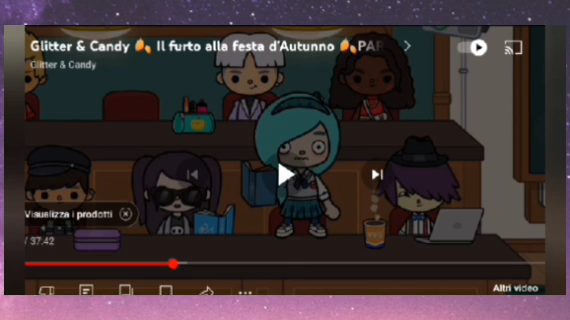 Glitter & Candy 🍂 Il furto alla festa d'Autunno 🍂PAR
Glitter & Candy
Visualizza i prodotti
/ 37:42
Altri video